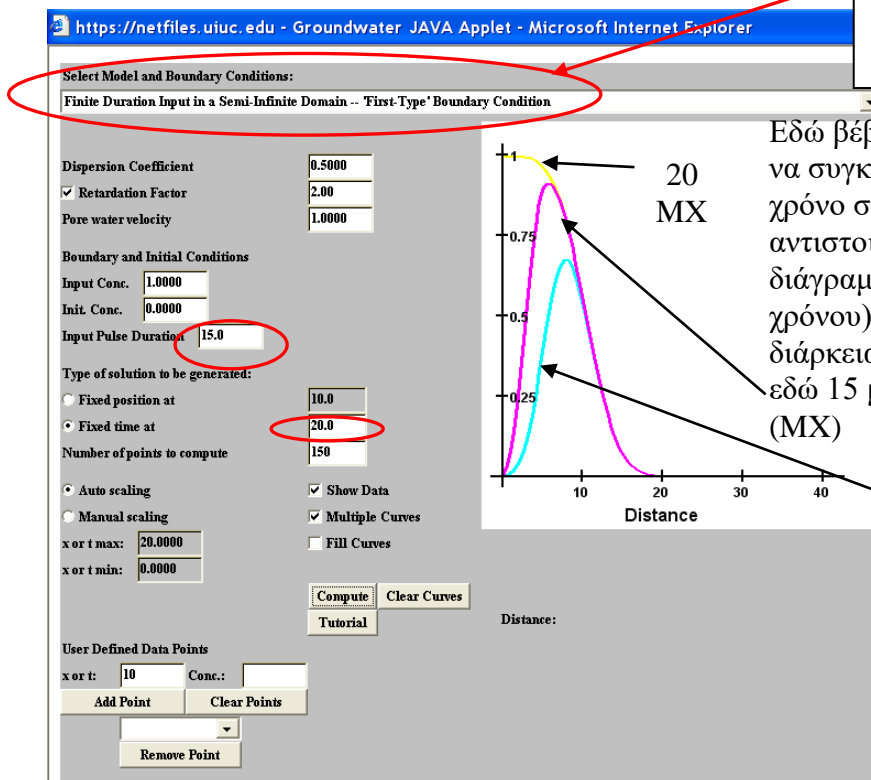 https://netfiles.uiuc.edu - Groundwater JAVA Applet - Microsoft Internet Explorer
Select Model and Boundary Conditions:
Finite Duration Input in a Semi-Infinite Domain -- 'First-Type' Boundary Condition
Dispersion Coefficient 0.5000
Retardation Factor 2.00
Pore water velocity 1.0000
Boundary and Initial Conditions
Input Conc. 1.0000
Init. Conc. 0.0000
Input Pulse Duration 15.0
Type of solution to be generated:
Fixed position at 10.0
Fixed time at 20.0
Number of points to compute 150
Auto scaling Show Data
Manual scaling Multiple Curves
x or t max: 20.0000 Fill Curves
x or t min: 0.0000
Compute Clear Curves
Tutorial
User Defined Data Points
x or t: 10 Conc.:
Add Point Clear Points
Remove Point
1
0.75
0.5
0.25
10 20 30 40
Distance
Distance:
20
MX
Εδώ βέβ
να συγκ
χρόνο σ
αντιστοι
διάγραμ
χρόνου)
διάρκεια
εδώ 15 μ
(MX)